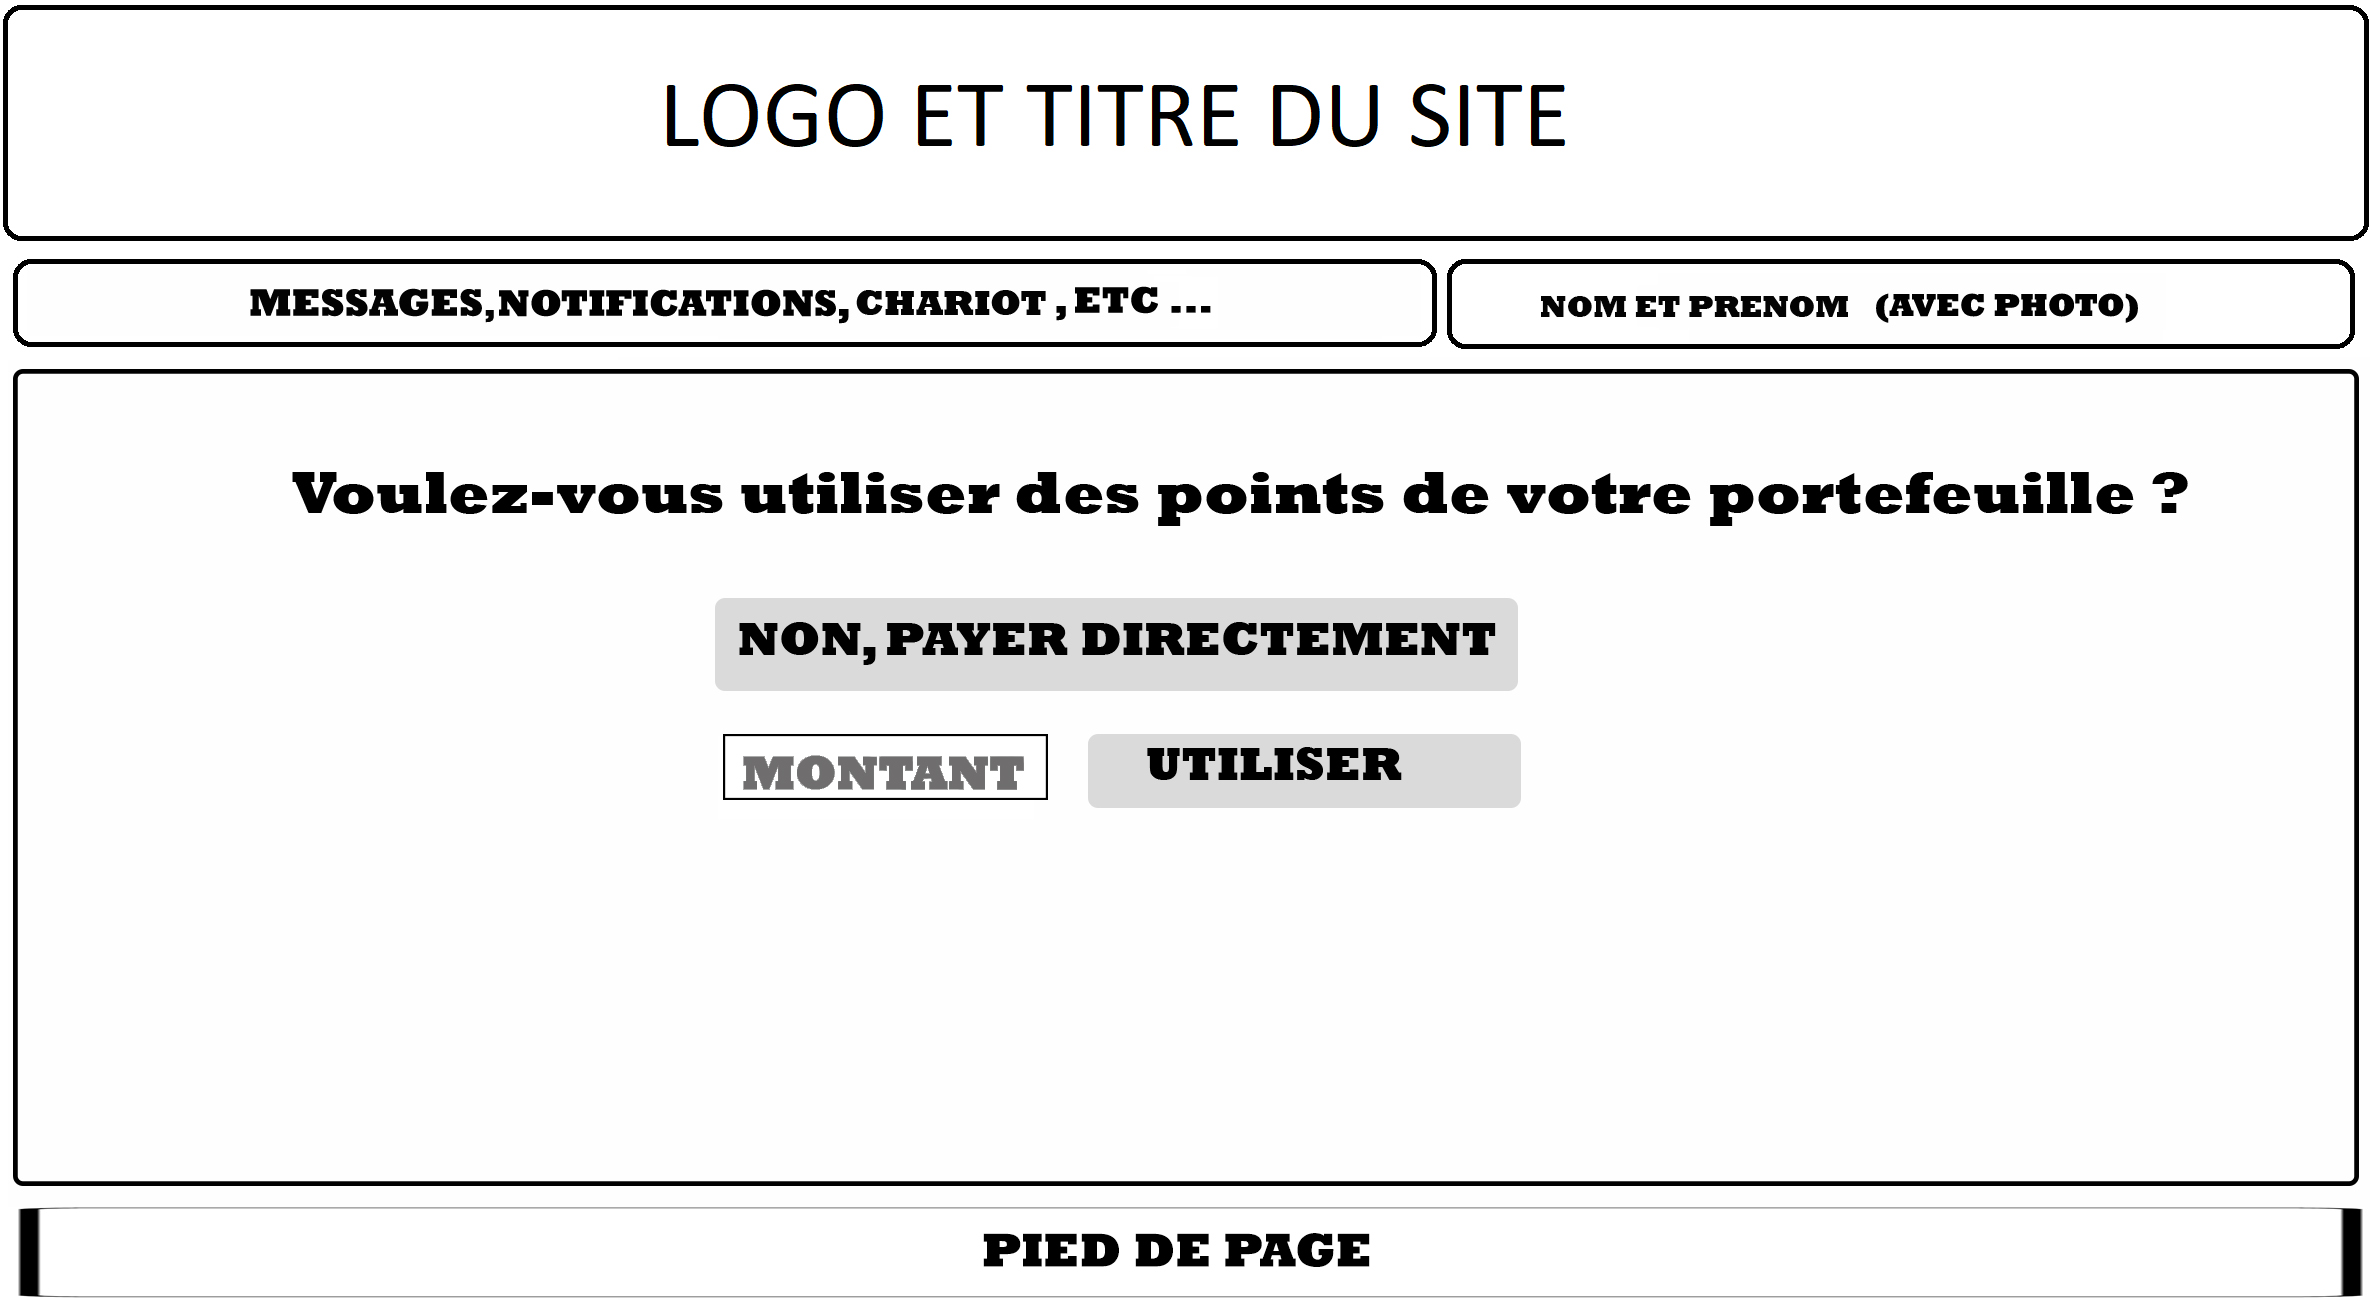 LOGO ET TITRE DU SITE
MESSAGES,NOTIFICATIONS,CHARIOT ,ETC ...
NOM ET PRENOM (AVEC PHOTO)
Voulez-vous utiliser des points de votre portefeuille ?
NON,PAYER DIRECTEMENT
MONTANT
UTILISER
PIED DE PAGE